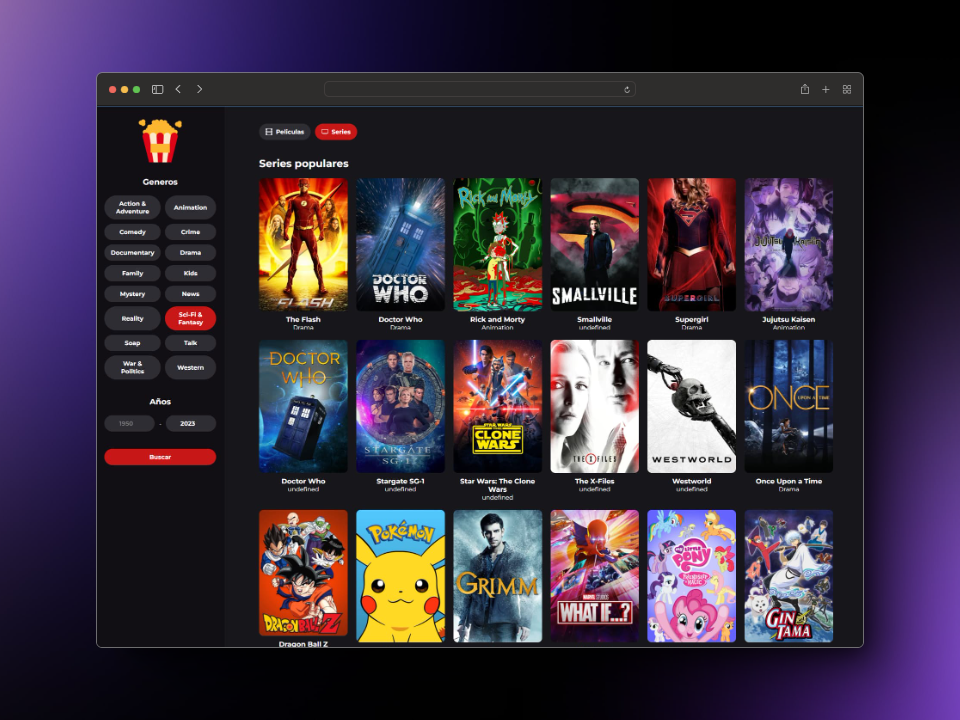 Películas
Series
Generos
Action &
Adventure
Animation
Comedy
Crime
Documentary
Drama
Family
Kids
Mystery
News
Reality
Sci-Fi &
Fantasy
Soap
Talk
War &
Politics
Western
Años
1950 - 2023
Buscar
Series populares
FLASH
DOCTOR
WHO
Rick and Morty
SMALLVILLE
SUPERGIRL
JUJUTSU KAISEN
The Flash
Drama
Doctor Who
Drama
Rick and Morty
Animation
Smallville
undefined
Supergirl
Drama
Jujutsu Kaisen
Animation
DOCTOR
WHO
STARGATE
SG·1
STAR WARS
THE
CLONE
WARS
THE X FILES
WESTWORLD
ONCE
UPON A TIME
Doctor Who
undefined
Stargate SG-1
undefined
Star Wars: The Clone
Wars
undefined
The X-Files
undefined
Westworld
undefined
Once Upon a Time
Drama
DRAGON BALL Z
POKéMON
GRIMM
MARVEL STUDIOS
WHAT IF...?
MY LITTLE
PONY
FRIENDSHIP
IS MAGIC
GIN
TAMA
Dragon Ball Z